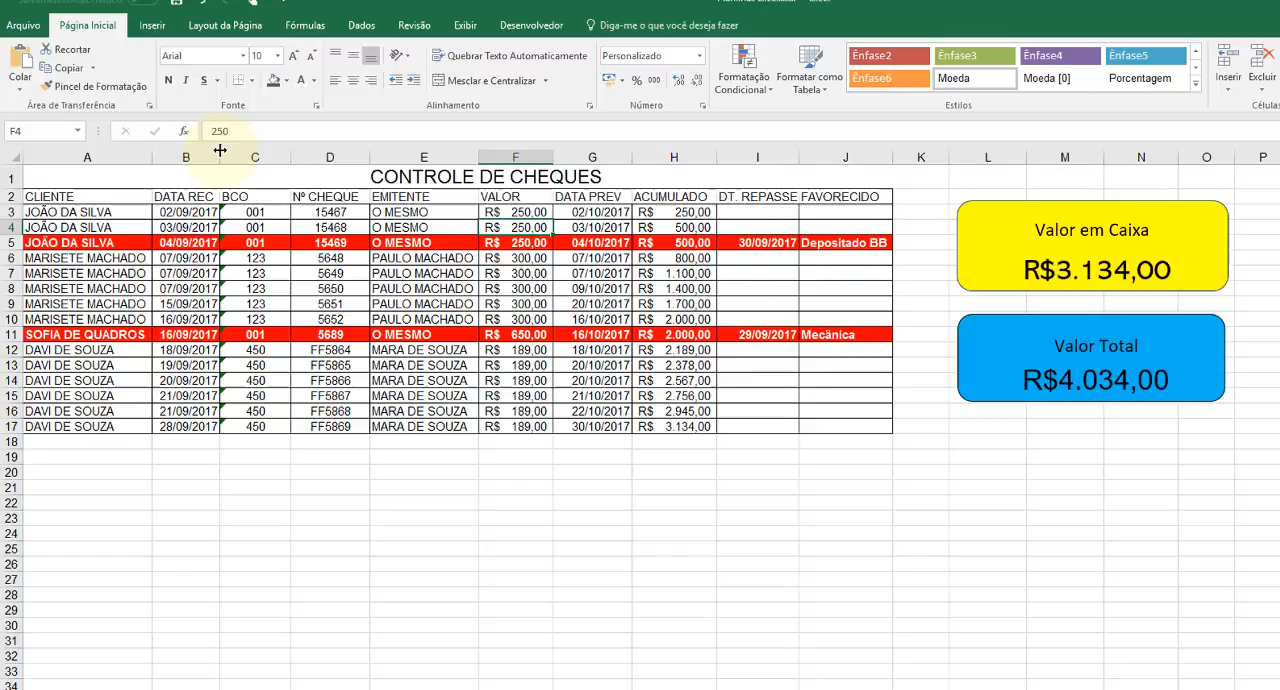 Arquivo Página Inicial Inserir Layout da Página Fórmulas Dados Revisão Exibir Desenvolvedor Diga-me o que você deseja fazer
Colar
Recortar
Copiar
Pincel de Formatação
Área de Transferência
Arial 10
N I S
Fonte
Quebrar Texto Automaticamente
Mesclar e Centralizar
Alinhamento
Personalizado
% 000
Número
Formatação Condicional
Formatar como Tabela
Ênfase2 Ênfase3 Ênfase4 Ênfase5
Ênfase6 Moeda Moeda [0] Porcentagem
Estilos
Inserir Excluir
F4 fx 250
A B C D E F G H I J K L M N O P
1 CONTROLE DE CHEQUES
2 CLIENTE DATA REC BCO Nº CHEQUE EMITENTE VALOR DATA PREV ACUMULADO DT. REPASSE FAVORECIDO
3 JOÃO DA SILVA 02/09/2017 001 15467 O MESMO R$ 250,00 02/10/2017 R$ 250,00
4 JOÃO DA SILVA 03/09/2017 001 15468 O MESMO R$ 250,00 03/10/2017 R$ 500,00
5 JOÃO DA SILVA 04/09/2017 001 15469 O MESMO R$ 250,00 04/10/2017 R$ 500,00 30/09/2017 Depositado BB
6 MARISETE MACHADO 07/09/2017 123 5648 PAULO MACHADO R$ 300,00 07/10/2017 R$ 800,00
7 MARISETE MACHADO 07/09/2017 123 5649 PAULO MACHADO R$ 300,00 07/10/2017 R$ 1.100,00
8 MARISETE MACHADO 07/09/2017 123 5650 PAULO MACHADO R$ 300,00 09/10/2017 R$ 1.400,00
9 MARISETE MACHADO 15/09/2017 123 5651 PAULO MACHADO R$ 300,00 20/10/2017 R$ 1.700,00
10 MARISETE MACHADO 16/09/2017 123 5652 PAULO MACHADO R$ 300,00 16/10/2017 R$ 2.000,00
11 SOFIA DE QUADROS 16/09/2017 001 5689 O MESMO R$ 650,00 16/10/2017 R$ 2.000,00 29/09/2017 Mecânica
12 DAVI DE SOUZA 18/09/2017 450 FF5864 MARA DE SOUZA R$ 189,00 18/10/2017 R$ 2.189,00
13 DAVI DE SOUZA 19/09/2017 450 FF5865 MARA DE SOUZA R$ 189,00 20/10/2017 R$ 2.378,00
14 DAVI DE SOUZA 20/09/2017 450 FF5866 MARA DE SOUZA R$ 189,00 20/10/2017 R$ 2.567,00
15 DAVI DE SOUZA 21/09/2017 450 FF5867 MARA DE SOUZA R$ 189,00 21/10/2017 R$ 2.756,00
16 DAVI DE SOUZA 21/09/2017 450 FF5868 MARA DE SOUZA R$ 189,00 22/10/2017 R$ 2.945,00
17 DAVI DE SOUZA 28/09/2017 450 FF5869 MARA DE SOUZA R$ 189,00 30/10/2017 R$ 3.134,00
18
19
20
21
22
23
24
25
26
27
28
29
30
31
32
33
34
Valor em Caixa
R$3.134,00
Valor Total
R$4.034,00